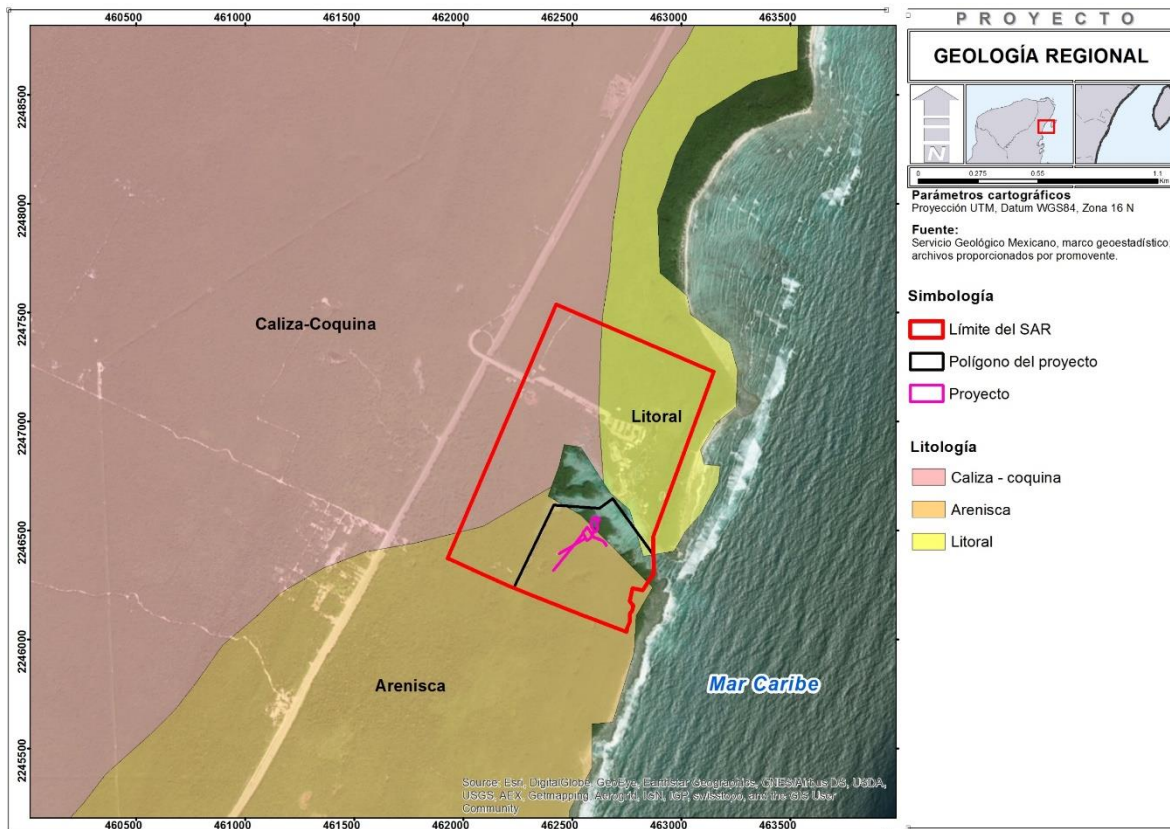 460500 461000 461500 462000 462500 463000 463500
2248500
2248000
2247500
2247000
2246500
2246000
2245500
Caliza-Coquina
Litoral
Arenisca
Mar Caribe
Source: Esri, DigitalGlobe, GeoEye, Earthstar Geographics, CNES/Airbus DS, USDA,
USGS, AEX, Getmapping, Aerogrid, IGN, IGP, swisstopo, and the GIS User
Community
460500 461000 461500 462000 462500 463000 463500
PROYECTO
GEOLOGÍA REGIONAL
N
0 0.275 0.55 1.1
Km
Parámetros cartográficos
Proyección UTM, Datum WGS84, Zona 16 N
Fuente:
Servicio Geológico Mexicano, marco geoestadístico,
archivos proporcionados por promovente.
Simbología
Límite del SAR
Polígono del proyecto
Proyecto
Litología
Caliza - coquina
Arenisca
Litoral